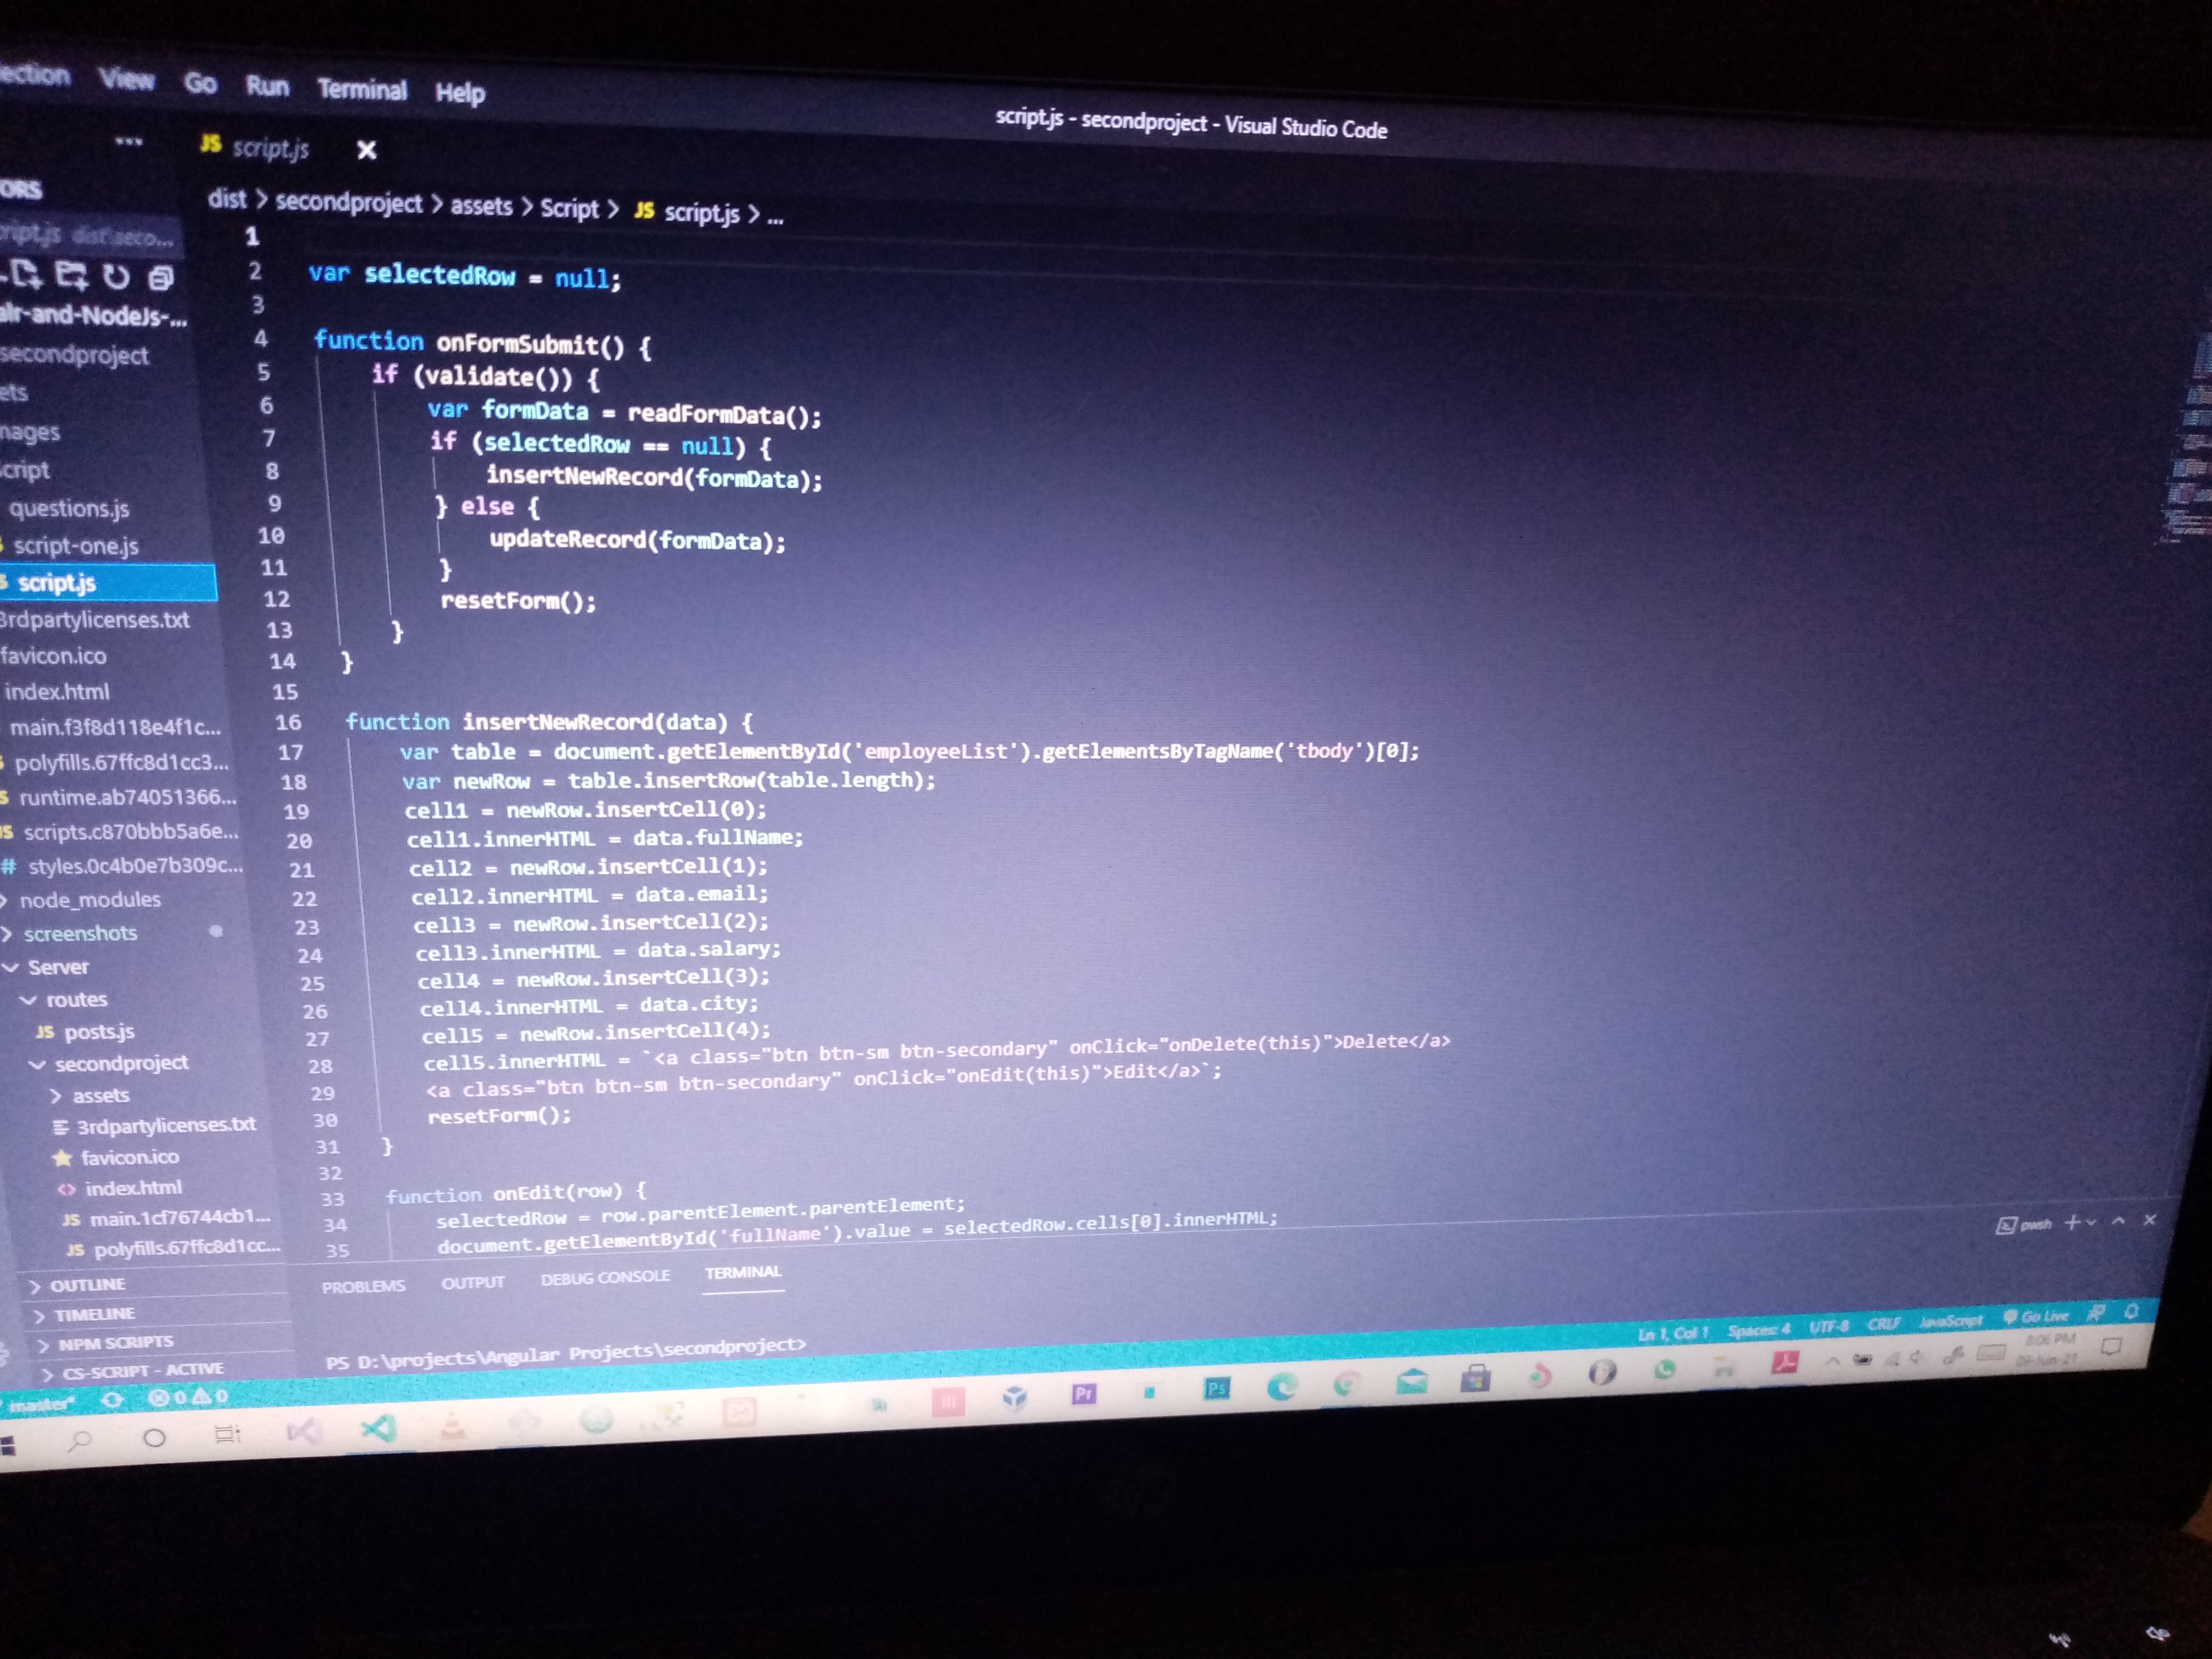 View Go Run Terminal Help
script.js - secondproject - Visual Studio Code
JS script.js
dist > secondproject > assets > Script > JS script.js > ...
secondproject
questions.js
script-one.js
script.js
3rdpartylicenses.txt
favicon.ico
index.html
main.f3f8d118e4f1c...
polyfills.67ffc8d1cc3...
runtime.ab74051366...
scripts.c870bbb5a6e...
# styles.0c4b0e7b309c...
node_modules
screenshots
Server
routes
JS posts.js
secondproject
assets
3rdpartylicenses.txt
favicon.ico
index.html
JS main.1cf76744cb1...
JS polyfills.67ffc8d1cc...
OUTLINE
TIMELINE
NPM SCRIPTS
CS-SCRIPT - ACTIVE
1
2 var selectedRow = null;
3
4 function onFormSubmit() {
5 if (validate()) {
6 var formData = readFormData();
7 if (selectedRow == null) {
8 insertNewRecord(formData);
9 } else {
10 updateRecord(formData);
11 }
12 resetForm();
13 }
14 }
15
16 function insertNewRecord(data) {
17 var table = document.getElementById('employeeList').getElementsByTagName('tbody')[0];
18 var newRow = table.insertRow(table.length);
19 cell1 = newRow.insertCell(0);
20 cell1.innerHTML = data.fullName;
21 cell2 = newRow.insertCell(1);
22 cell2.innerHTML = data.email;
23 cell3 = newRow.insertCell(2);
24 cell3.innerHTML = data.salary;
25 cell4 = newRow.insertCell(3);
26 cell4.innerHTML = data.city;
27 cell5 = newRow.insertCell(4);
28 cell5.innerHTML = `<a class="btn btn-sm btn-secondary" onClick="onDelete(this)">Delete</a>
29 <a class="btn btn-sm btn-secondary" onClick="onEdit(this)">Edit</a>`;
30 resetForm();
31 }
32
33 function onEdit(row) {
34 selectedRow = row.parentElement.parentElement;
35 document.getElementById('fullName').value = selectedRow.cells[0].innerHTML;
PROBLEMS OUTPUT DEBUG CONSOLE TERMINAL
pwsh
PS D:\projects\Angular Projects\secondproject>
master* 0 0
Ln 1, Col 1 Spaces: 4 UTF-8 CRLF JavaScript Go Live
Pr
Ps
8:06 PM
09-Jun-21